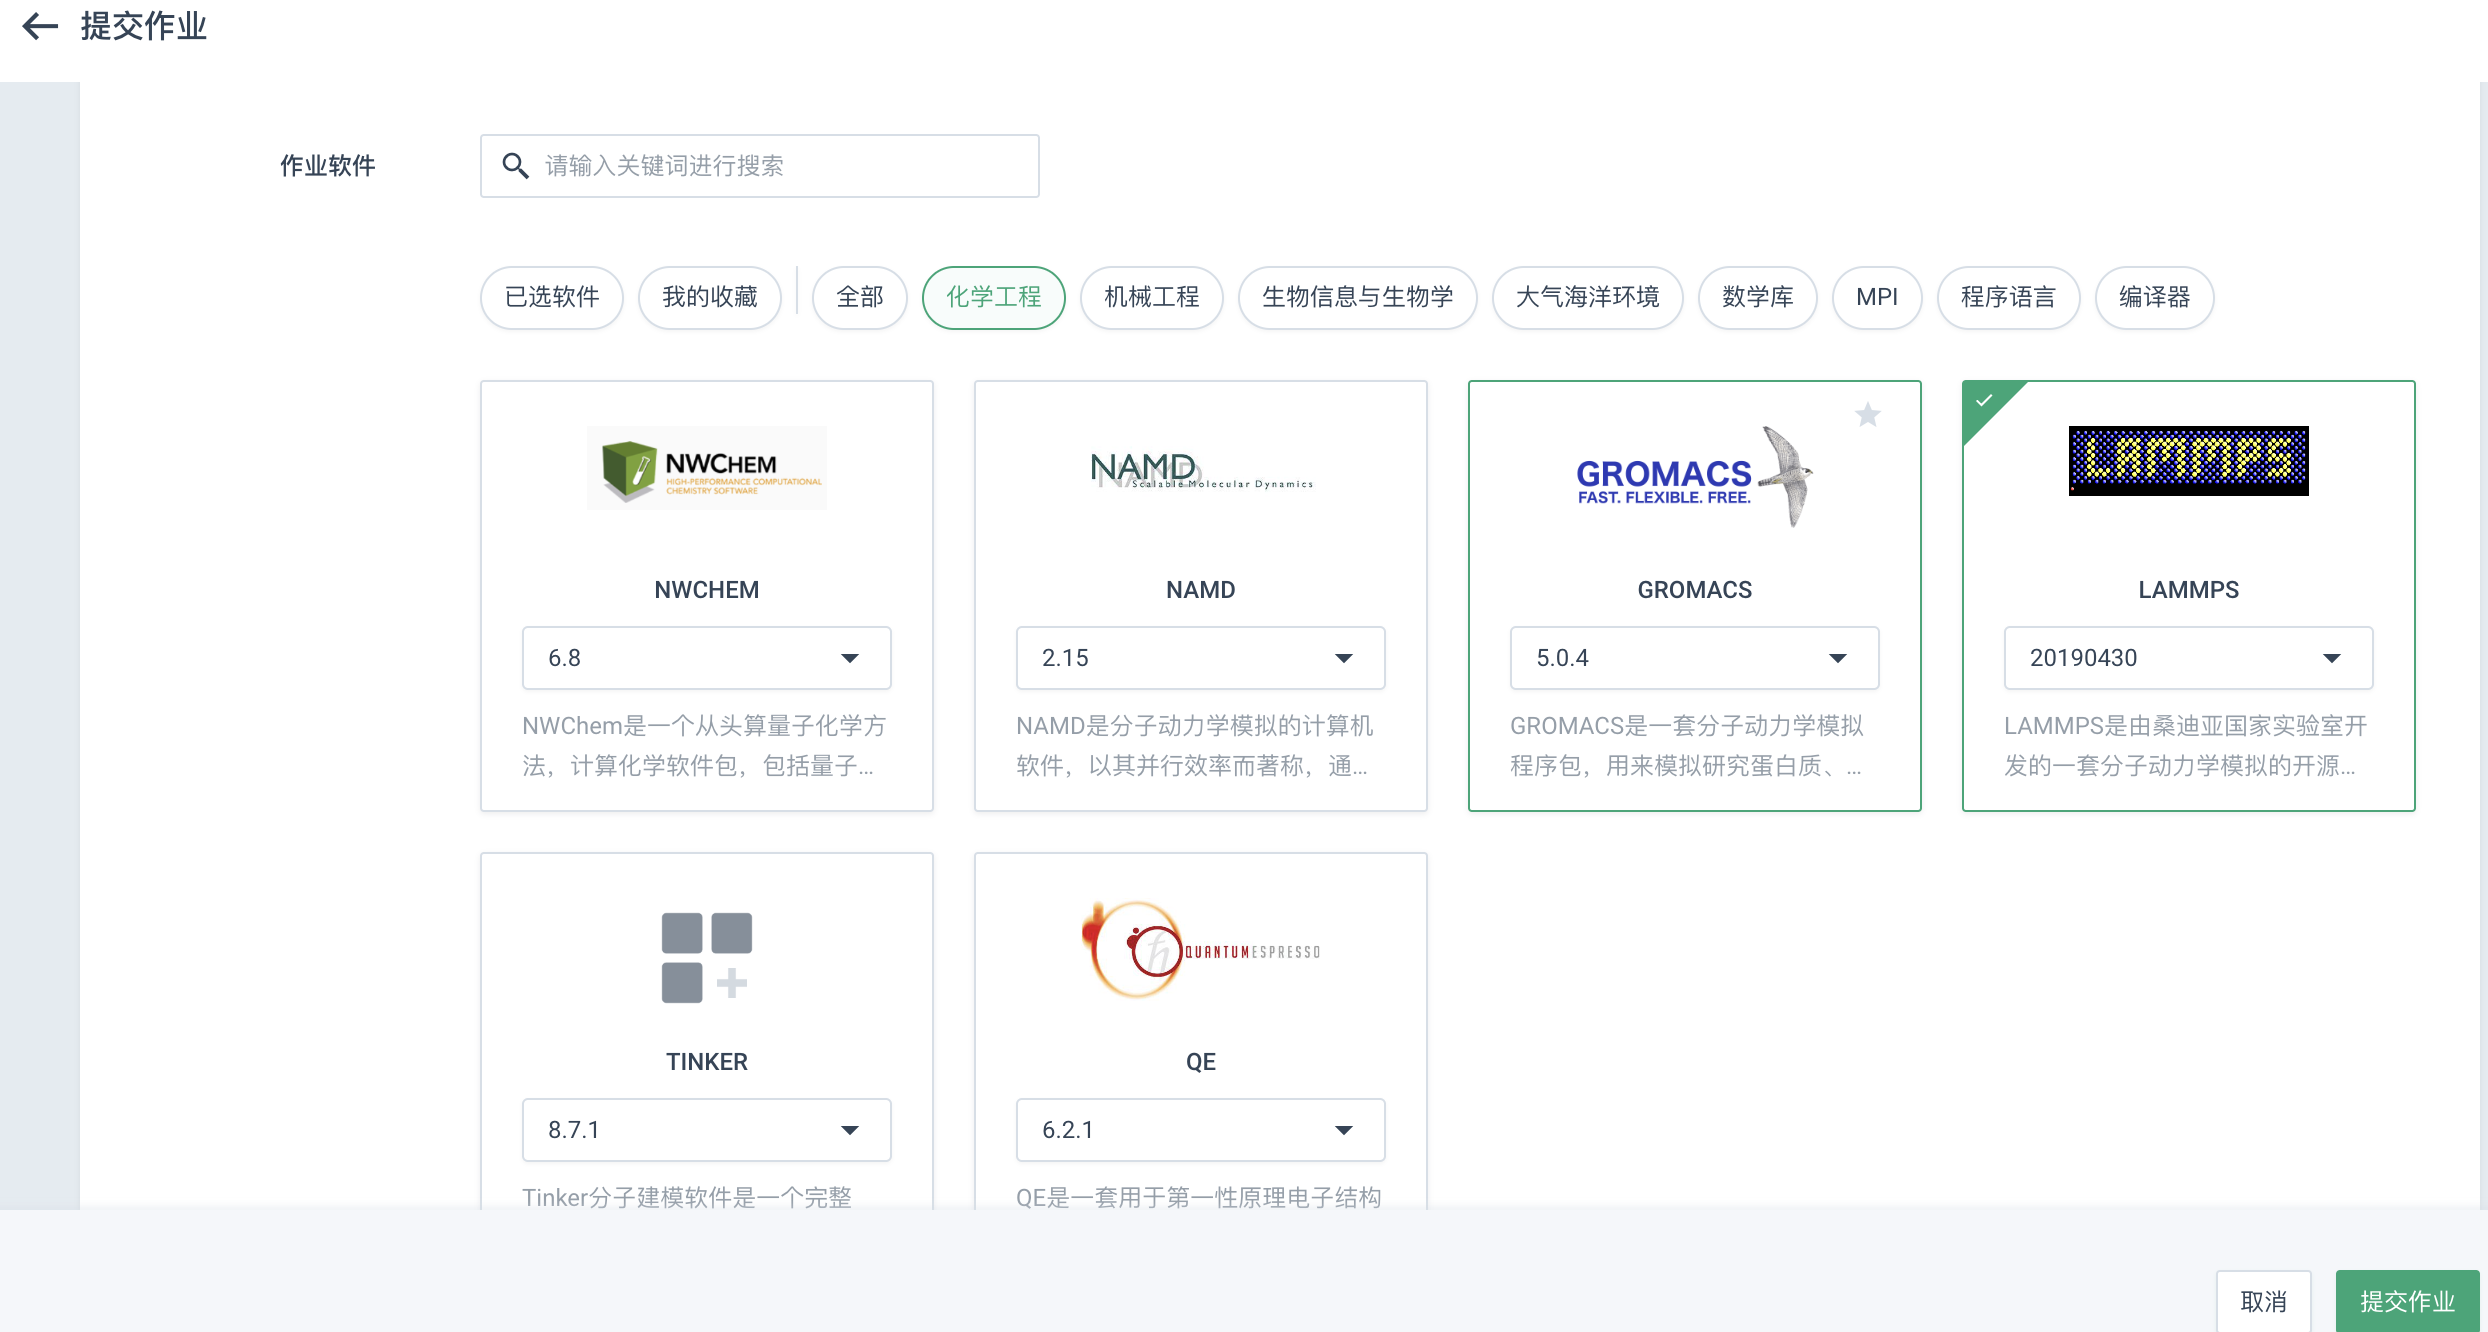 提交作业
作业软件
请输入关键词进行搜索
已选软件
我的收藏
全部
化学工程
机械工程
生物信息与生物学
大气海洋环境
数学库
MPI
程序语言
编译器
NWCHEM
HIGH-PERFORMANCE COMPUTATIONAL
CHEMISTRY SOFTWARE
NWCHEM
6.8
NWChem是一个从头算量子化学方
法，计算化学软件包，包括量子...
NAMD
Scalable Molecular Dynamics
NAMD
2.15
NAMD是分子动力学模拟的计算机
软件，以其并行效率而著称，通...
GROMACS
FAST. FLEXIBLE. FREE.
GROMACS
5.0.4
GROMACS是一套分子动力学模拟
程序包，用来模拟研究蛋白质、...
LAMMPS
LAMMPS
20190430
LAMMPS是由桑迪亚国家实验室开
发的一套分子动力学模拟的开源...
TINKER
8.7.1
Tinker分子建模软件是一个完整
QUANTUMESPRESSO
QE
6.2.1
QE是一套用于第一性原理电子结构
取消
提交作业